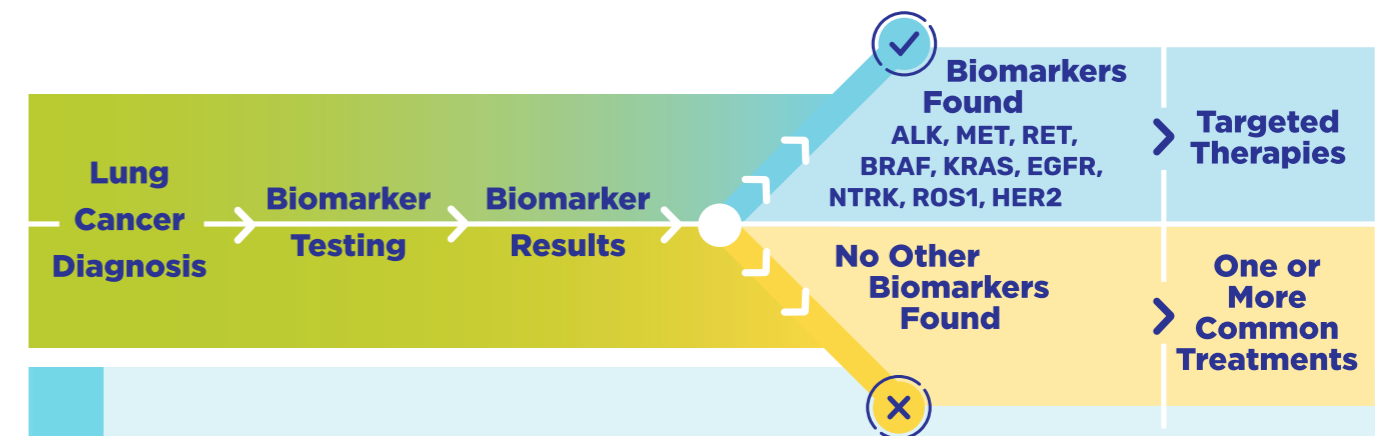 Lung
Cancer
Diagnosis
Biomarker
Testing
Biomarker
Results
Biomarkers
Found
ALK, MET, RET,
BRAF, KRAS, EGFR,
NTRK, ROS1, HER2
Targeted
Therapies
No Other
Biomarkers
Found
One or
More
Common
Treatments